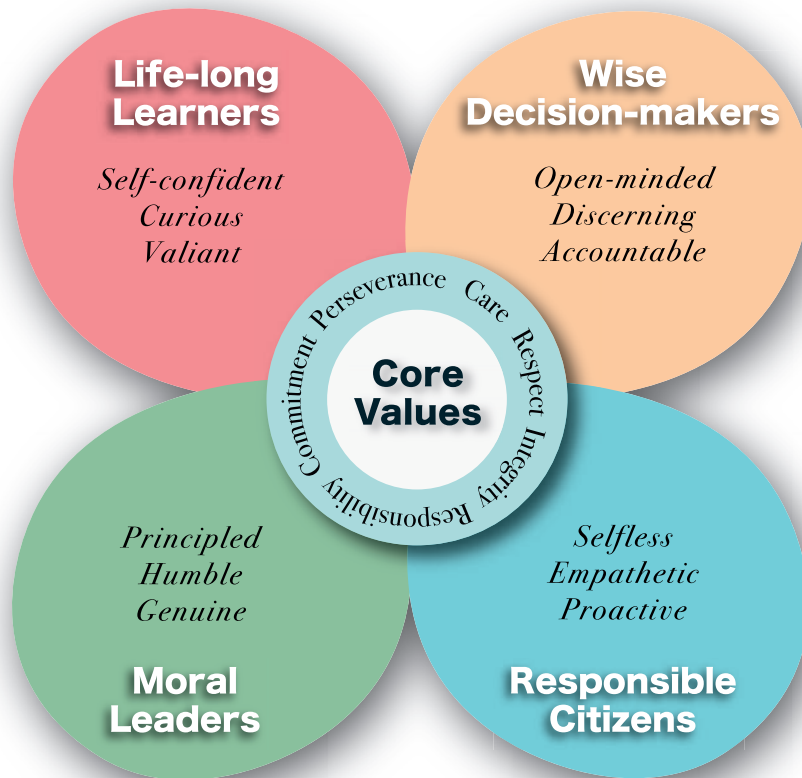 Life-long
Learners
Self-confident
Curious
Valiant
Wise
Decision-makers
Open-minded
Discerning
Accountable
Core
Values
Perseverance Care Respect Integrity Responsibility Commitment
Principled
Humble
Genuine
Moral
Leaders
Selfless
Empathetic
Proactive
Responsible
Citizens